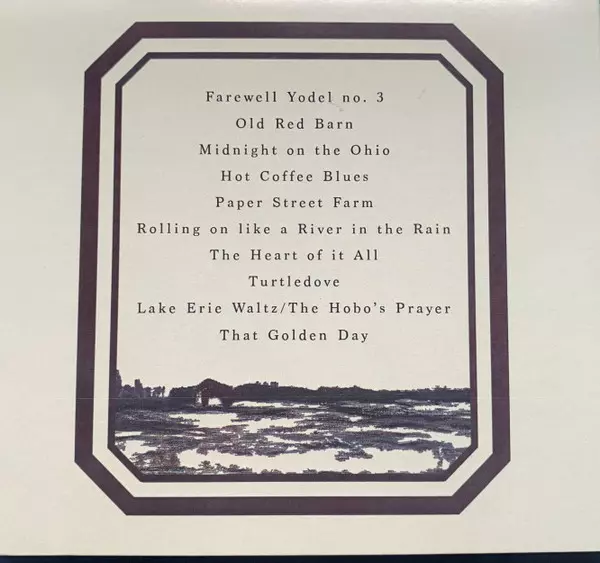 Farewell Yodel no. 3
Old Red Barn
Midnight on the Ohio
Hot Coffee Blues
Paper Street Farm
Rolling on like a River in the Rain
The Heart of it All
Turtledove
Lake Erie Waltz/The Hobo's Prayer
That Golden Day